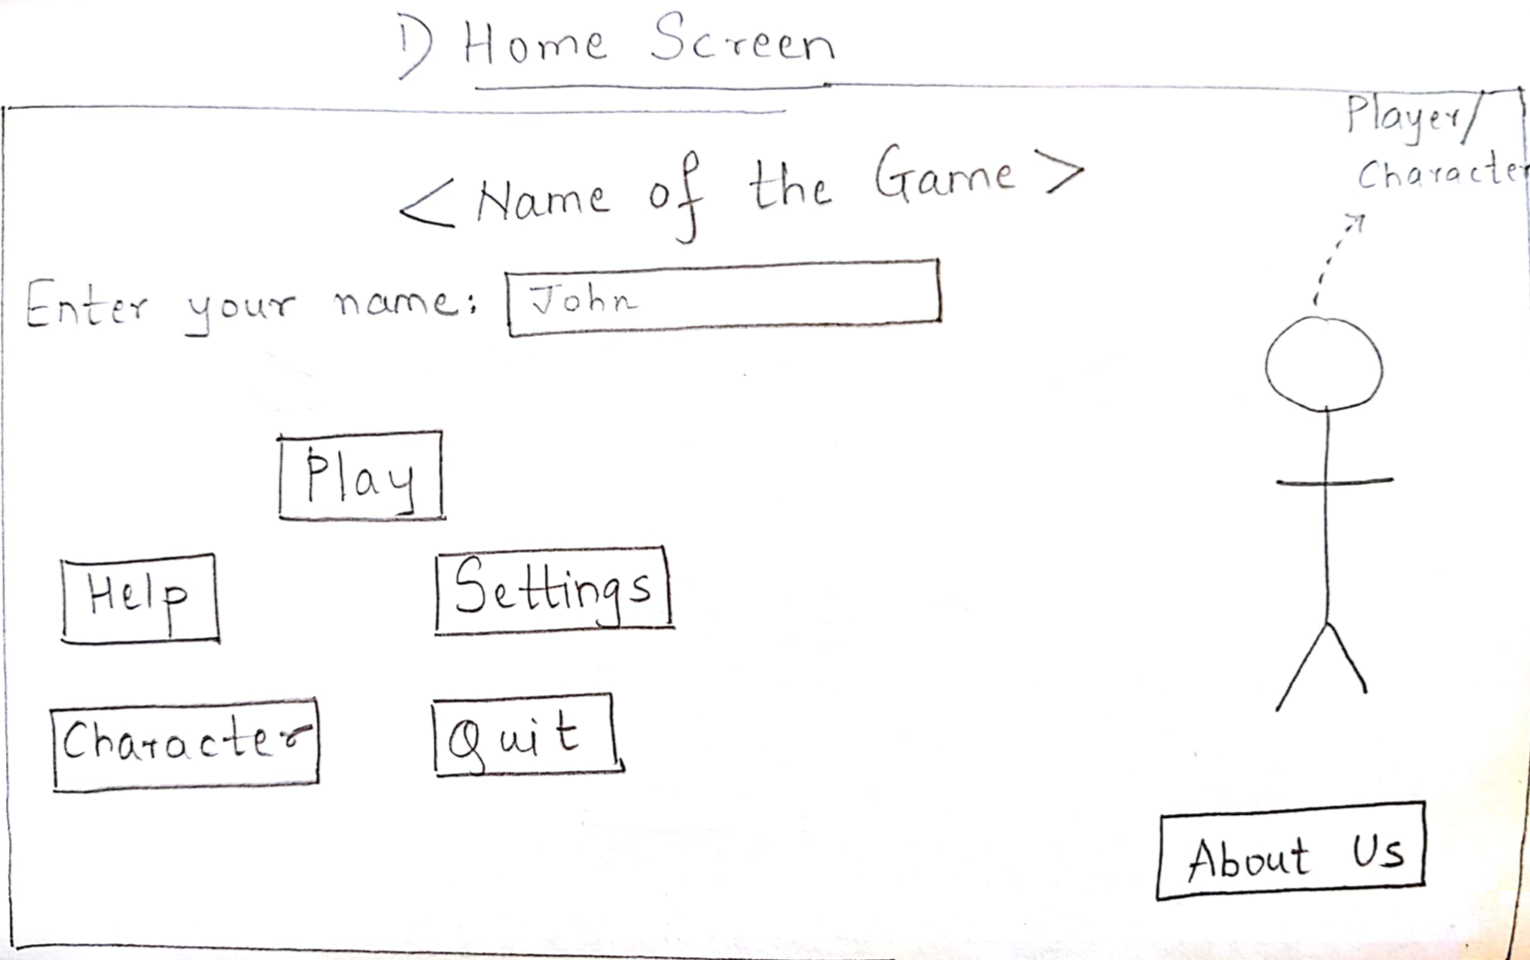 1) Home Screen
Player/
Character
<Name of the Game>
Enter your name: John
Play
Help
Settings
Character
Quit
About Us